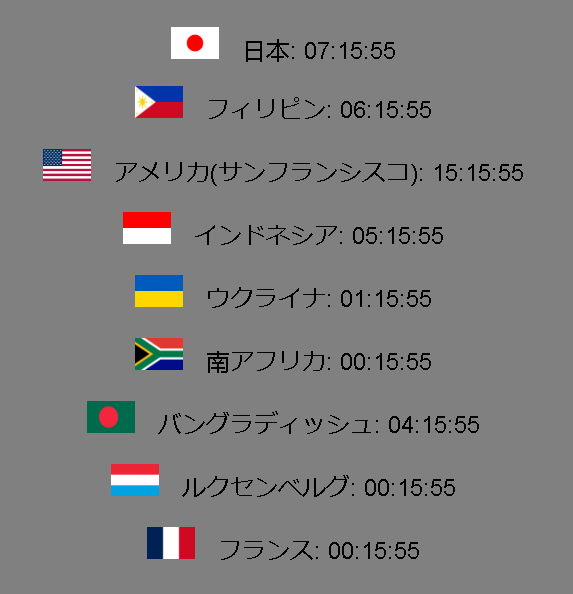 日本: 07:15:55
フィリピン: 06:15:55
アメリカ(サンフランシスコ): 15:15:55
インドネシア: 05:15:55
ウクライナ: 01:15:55
南アフリカ: 00:15:55
バングラディッシュ: 04:15:55
ルクセンベルグ: 00:15:55
フランス: 00:15:55